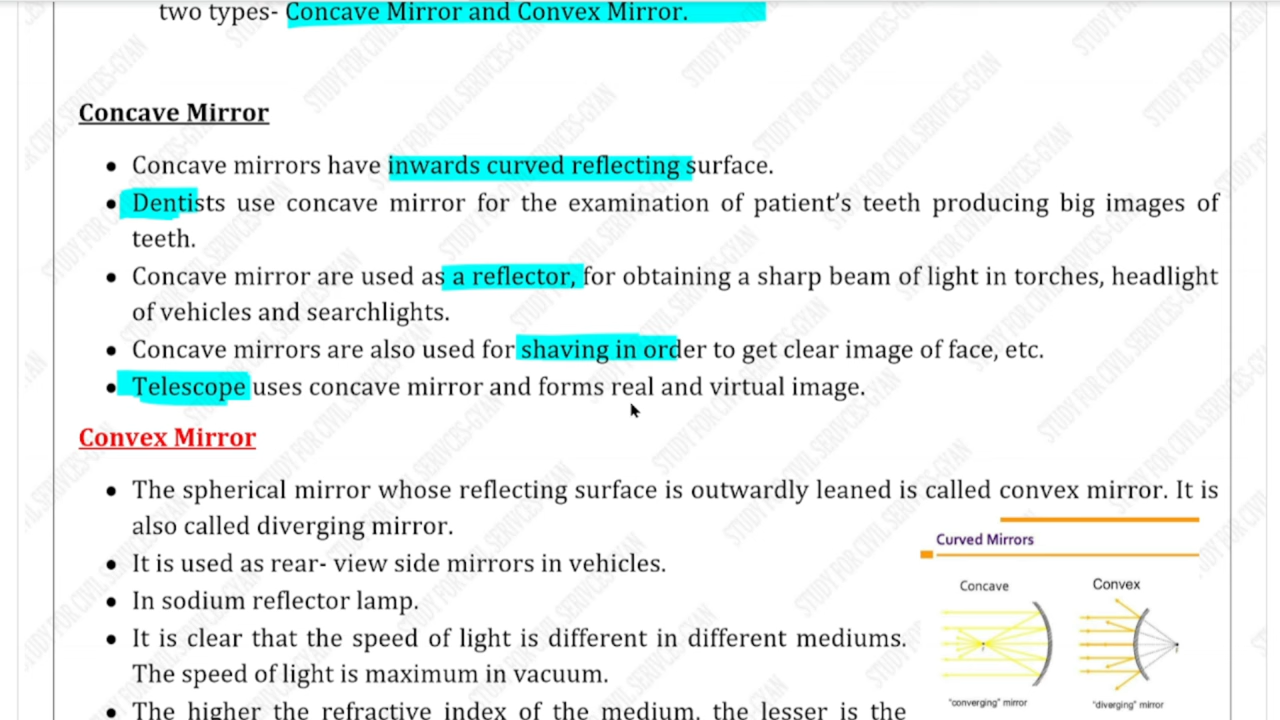 two types- Concave Mirror and Convex Mirror.
Concave Mirror
• Concave mirrors have inwards curved reflecting surface.
• Dentists use concave mirror for the examination of patient's teeth producing big images of
teeth.
• Concave mirror are used as a reflector, for obtaining a sharp beam of light in torches, headlight
of vehicles and searchlights.
• Concave mirrors are also used for shaving in order to get clear image of face, etc.
• Telescope uses concave mirror and forms real and virtual image.
Convex Mirror
• The spherical mirror whose reflecting surface is outwardly leaned is called convex mirror. It is
also called diverging mirror.
• It is used as rear- view side mirrors in vehicles.
• In sodium reflector lamp.
• It is clear that the speed of light is different in different mediums.
The speed of light is maximum in vacuum.
• The higher the refractive index of the medium, the lesser is the
Curved Mirrors
Concave Convex
"converging" mirror "diverging" mirror
STUDY FOR CIVIL SERIVCES-GYAN